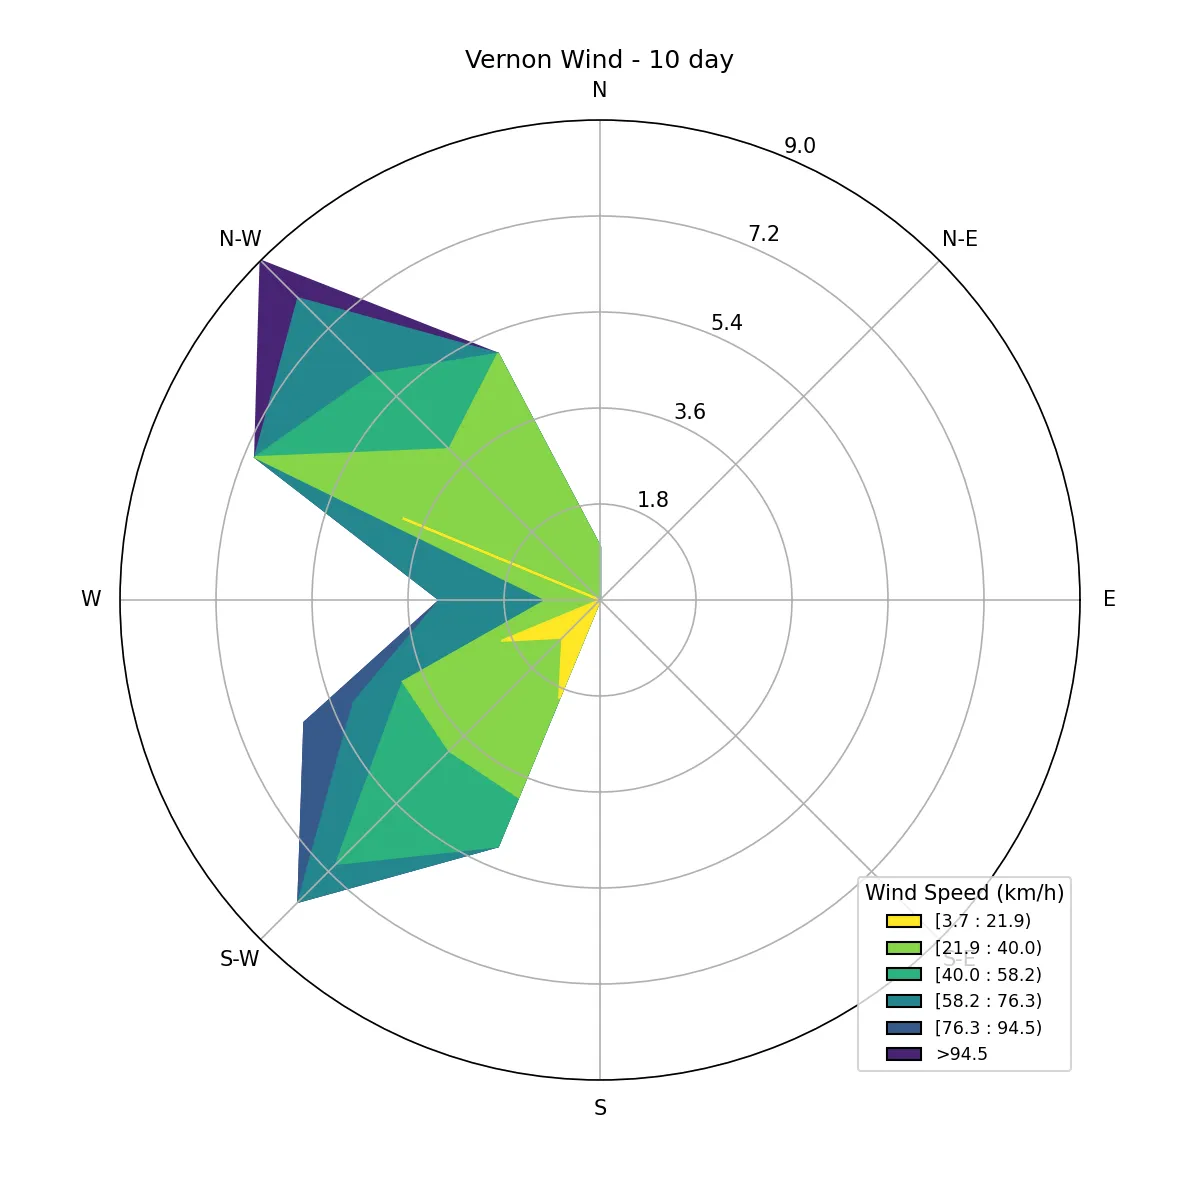 Vernon Wind - 10 day
N
9.0
N-W
7.2
N-E
5.4
3.6
1.8
W
E
S-W
S-E
S
Wind Speed (km/h)
[3.7 : 21.9)
[21.9 : 40.0)
[40.0 : 58.2)
[58.2 : 76.3)
[76.3 : 94.5)
>94.5